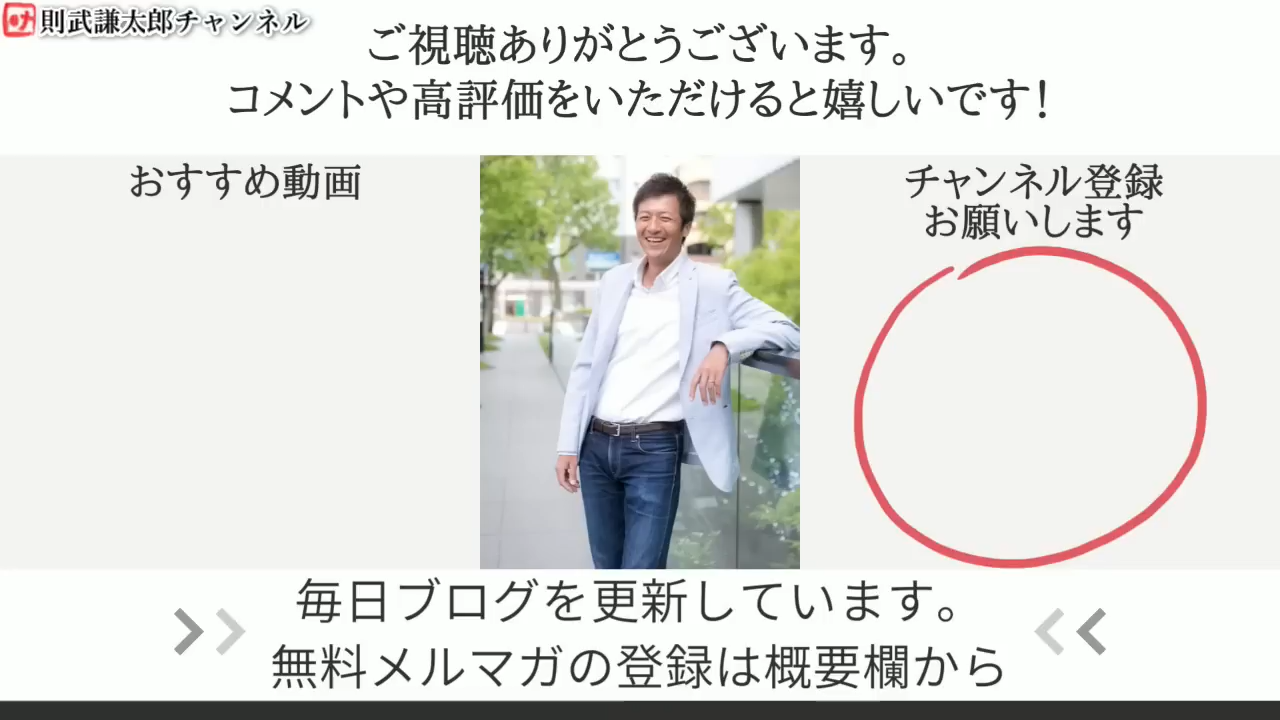 則武謙太郎チャンネル
ご視聴ありがとうございます。
コメントや高評価をいただけると嬉しいです!
おすすめ動画
チャンネル登録
お願いします
毎日ブログを更新しています。
無料メルマガの登録は概要欄から